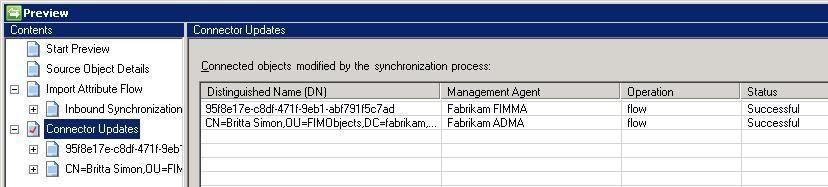 Preview
Contents
Start Preview
Source Object Details
Import Attribute Flow
Inbound Synchronization
Connector Updates
95f8e17e-c8df-471f-9eb1
CN=Britta Simon,OU=FIM
Connector Updates
Connected objects modified by the synchronization process:
Distinguished Name (DN) Management Agent Operation Status
95f8e17e-c8df-471f-9eb1-abf791f5c7ad Fabrikam FIMMA flow Successful
CN=Britta Simon,OU=FIMObjects,DC=fabrikam,... Fabrikam ADMA flow Successful